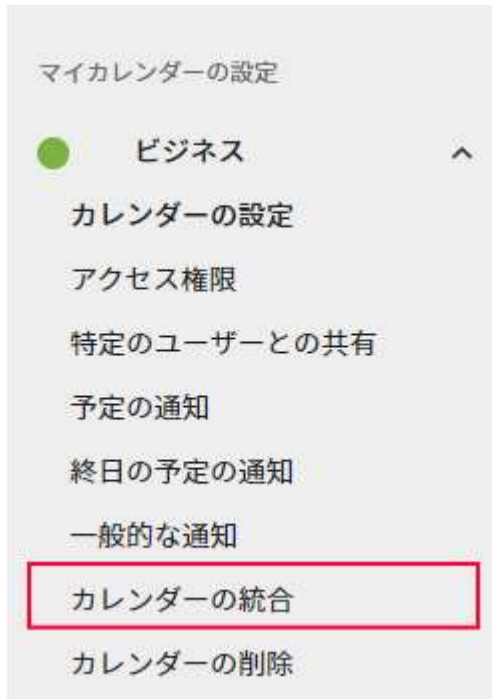 マイカレンダーの設定
ビジネス
カレンダーの設定
アクセス権限
特定のユーザーとの共有
予定の通知
終日の予定の通知
一般的な通知
カレンダーの統合
カレンダーの削除